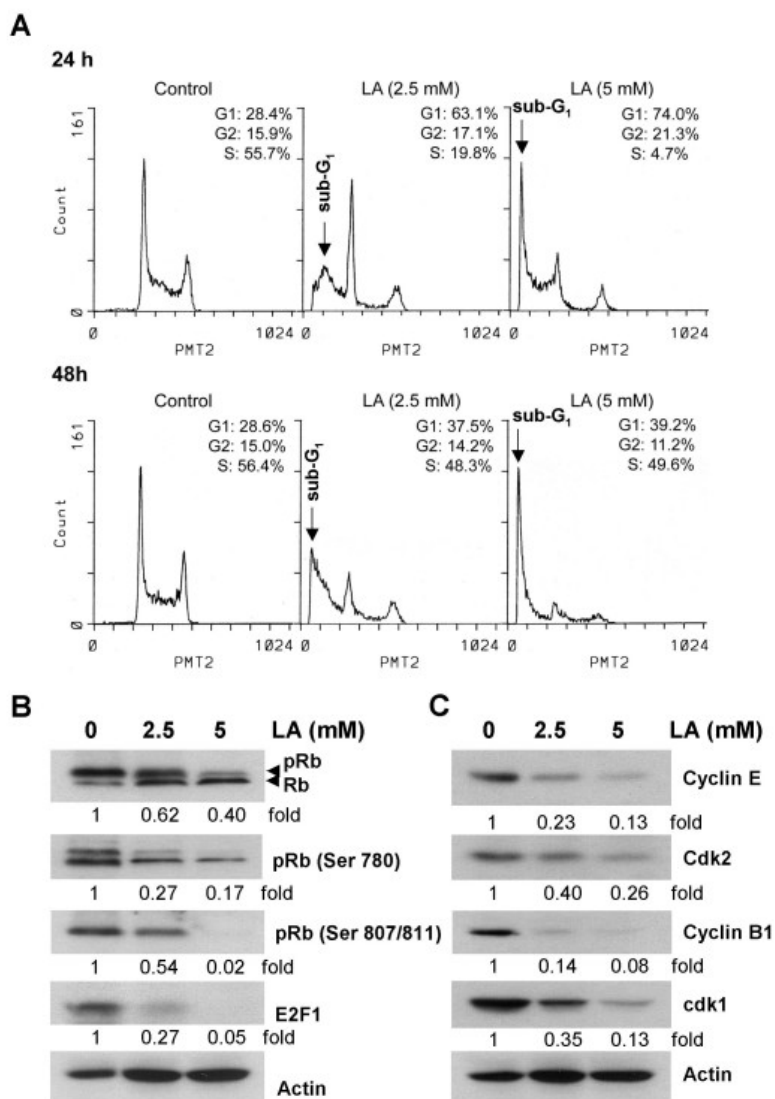 A
24 h
Control
G1: 28.4%
G2: 15.9%
S: 55.7%
LA (2.5 mM)
G1: 63.1%
G2: 17.1%
S: 19.8%
sub-G1
LA (5 mM)
sub-G1
G1: 74.0%
G2: 21.3%
S: 4.7%
161
Count
0
0 1024 0 1024 0 1024
PMT2 PMT2 PMT2
48h
Control
G1: 28.6%
G2: 15.0%
S: 56.4%
LA (2.5 mM)
G1: 37.5%
G2: 14.2%
S: 48.3%
sub-G1
LA (5 mM)
sub-G1
G1: 39.2%
G2: 11.2%
S: 49.6%
161
Count
0
0 1024 0 1024 0 1024
PMT2 PMT2 PMT2
B
0 2.5 5 LA (mM)
pRb
Rb
1 0.62 0.40 fold
pRb (Ser 780)
1 0.27 0.17 fold
pRb (Ser 807/811)
1 0.54 0.02 fold
E2F1
1 0.27 0.05 fold
Actin
C
0 2.5 5 LA (mM)
Cyclin E
1 0.23 0.13 fold
Cdk2
1 0.40 0.26 fold
Cyclin B1
1 0.14 0.08 fold
cdk1
1 0.35 0.13 fold
Actin